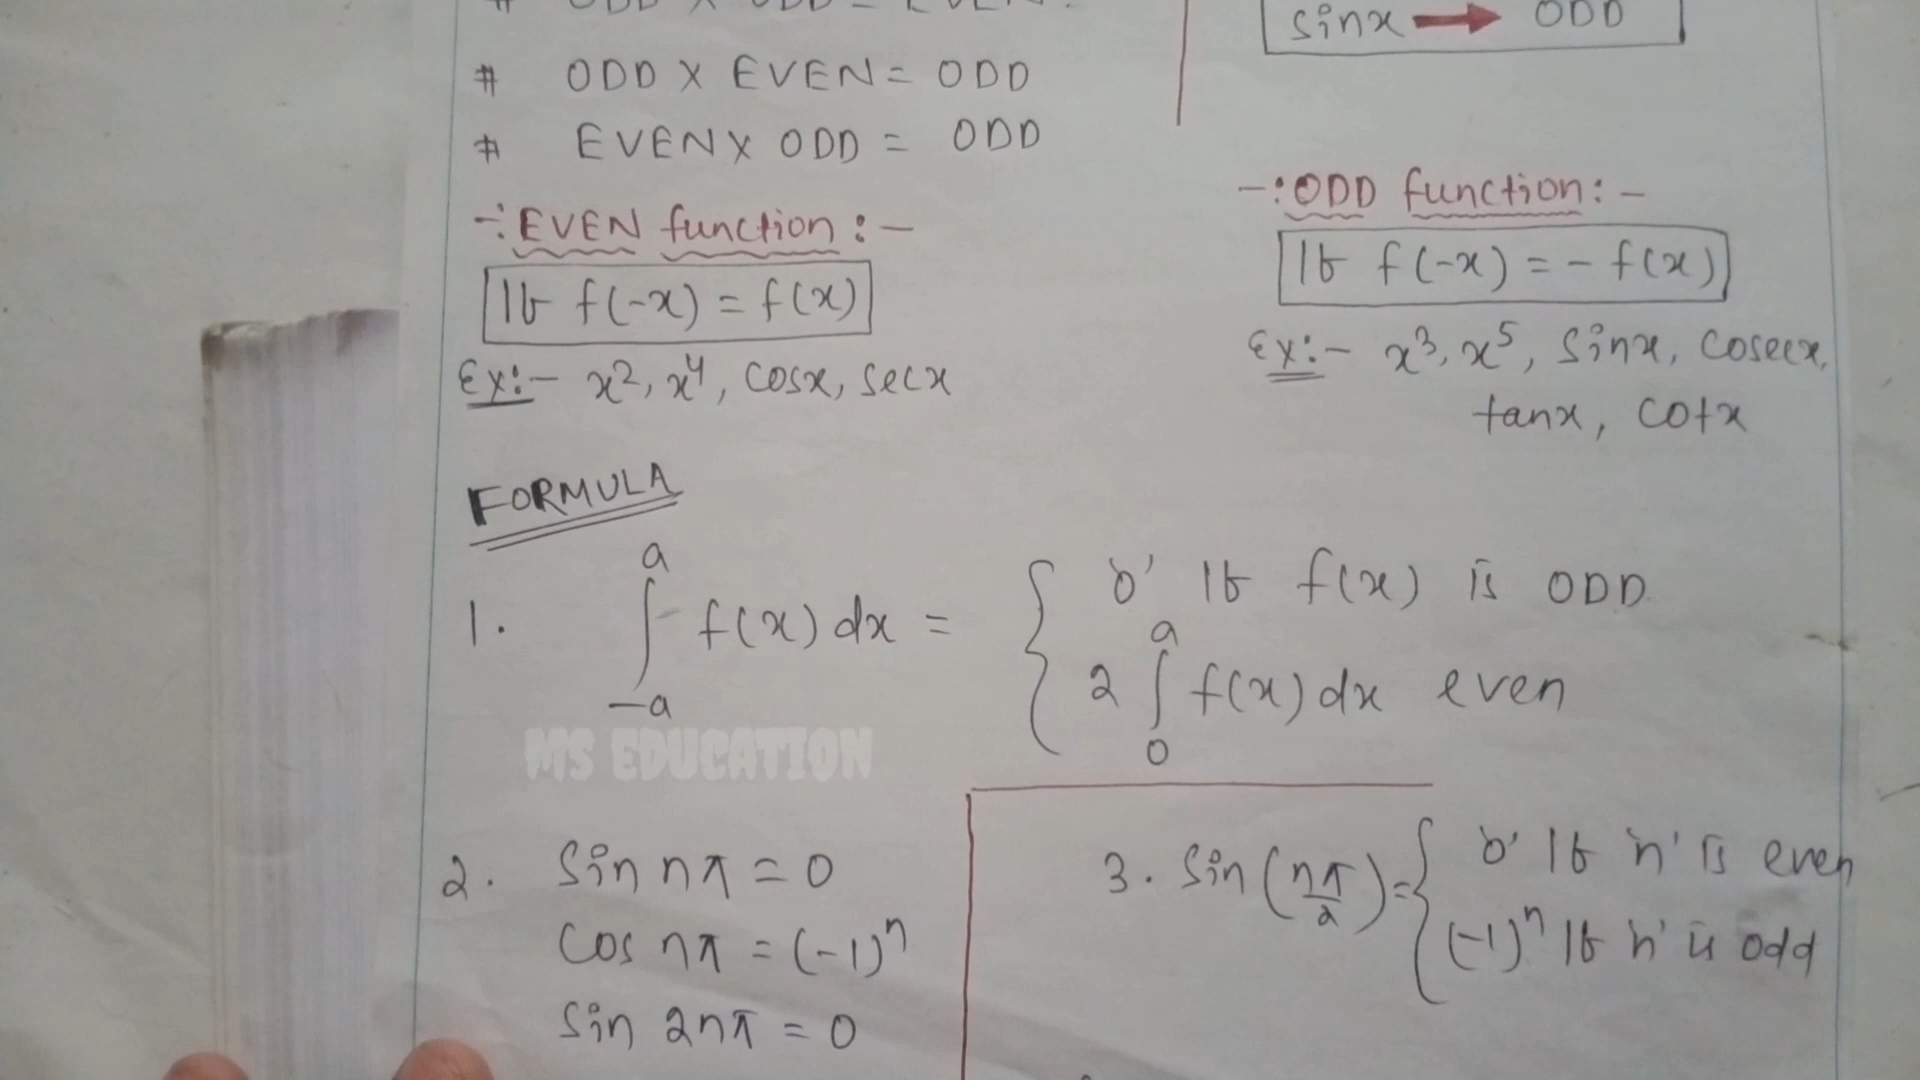 # ODD X ODD = EVEN
# ODD X EVEN = ODD
# EVEN X ODD = ODD
sinx → ODD
-: EVEN function :-
If f(-x) = f(x)
Ex:- x², x⁴, cosx, secx
-: ODD function :-
If f(-x) = - f(x)
Ex:- x³, x⁵, sinx, cosecx,
tanx, cotx
FORMULA
1. ∫₋ₐᵃ f(x) dx = { '0' If f(x) is ODD
2 ∫₀ᵃ f(x) dx even
MS EDUCATION
2. Sin nπ = 0
Cos nπ = (-1)ⁿ
Sin 2nπ = 0
3. Sin (nπ/2) = { '0' If 'n' is even
(-1)ⁿ If 'n' is odd